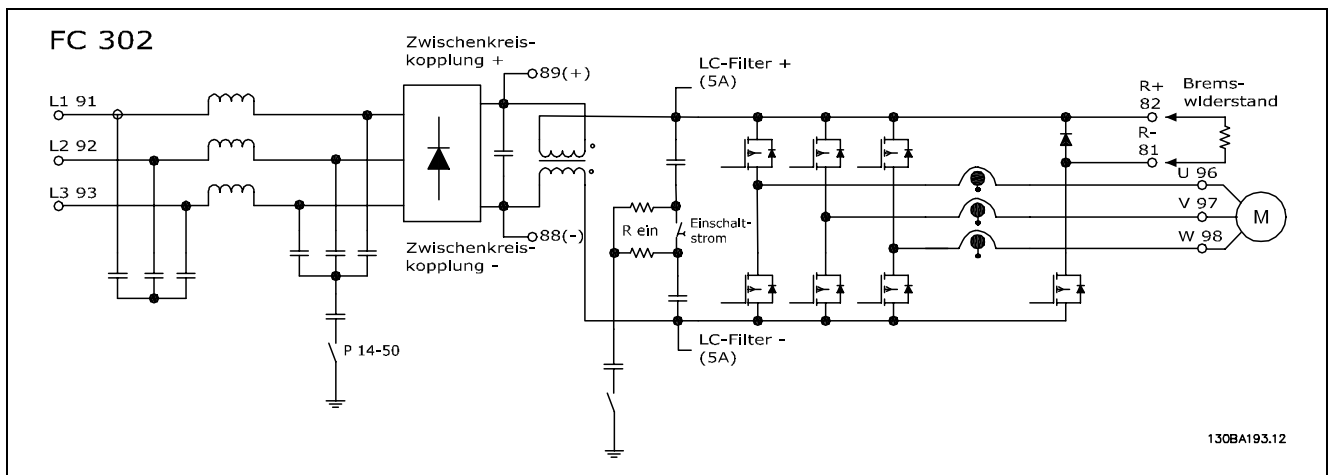 FC 302
Zwischenkreis-
kopplung +
89(+)
LC-Filter +
(5A)
R+
82
Brems-
widerstand
L1 91
R-
81
L2 92
U 96
L3 93
V 97
M
R ein
Einschalt-
strom
88(-)
W 98
Zwischenkreis-
kopplung -
P 14-50
LC-Filter -
(5A)
130BA193.12